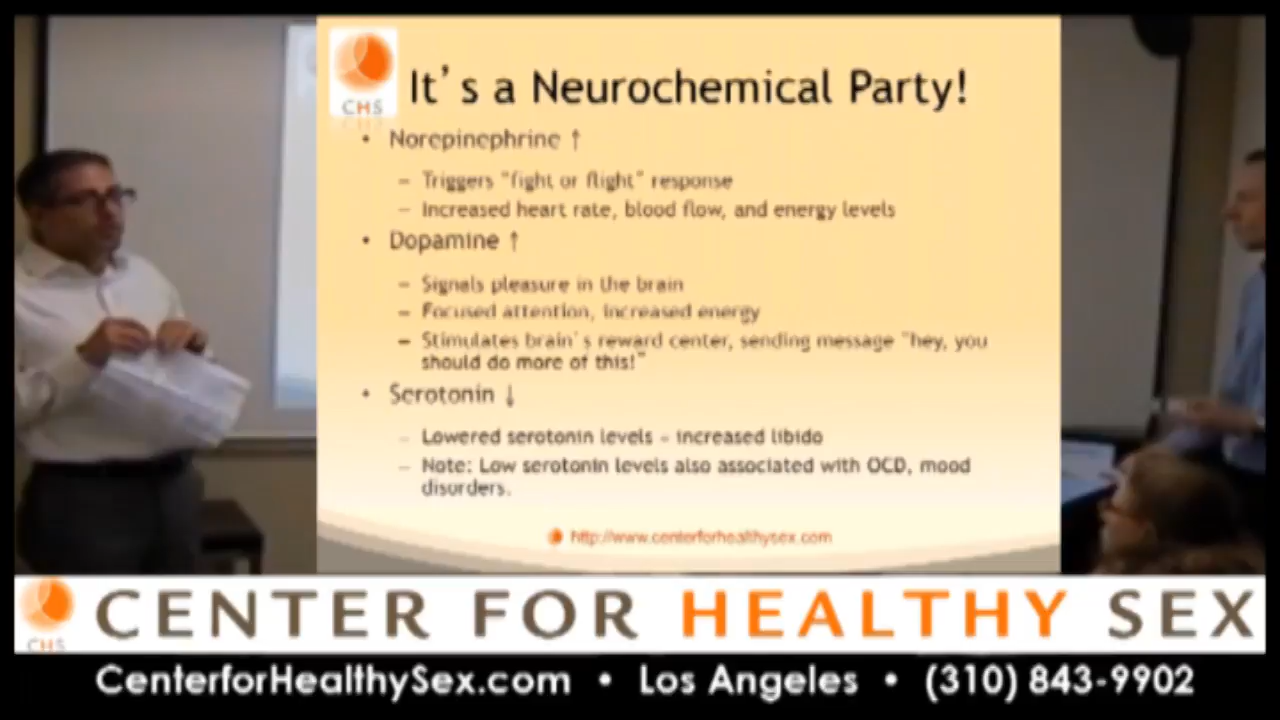 CHS
It's a Neurochemical Party!
• Norepinephrine ↑
– Triggers "fight or flight" response
– Increased heart rate, blood flow, and energy levels
• Dopamine ↑
– Signals pleasure in the brain
– Focused attention, increased energy
– Stimulates brain's reward center, sending message "hey, you
should do more of this!"
• Serotonin ↓
– Lowered serotonin levels – increased libido
– Note: Low serotonin levels also associated with OCD, mood
disorders.
http://www.centerforhealthysex.com
CHS
CENTER FOR HEALTHY SEX
CenterforHealthySex.com • Los Angeles • (310) 843-9902